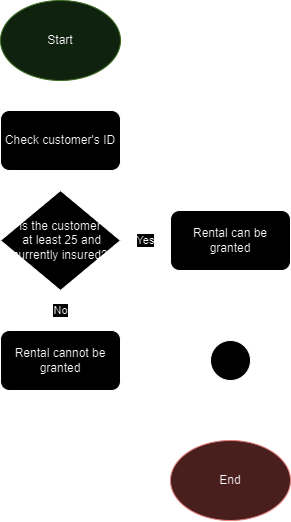 Start
Check customer's ID
Is the customer
at least 25 and
currently insured?
Yes
Rental can be
granted
No
Rental cannot be
granted
End